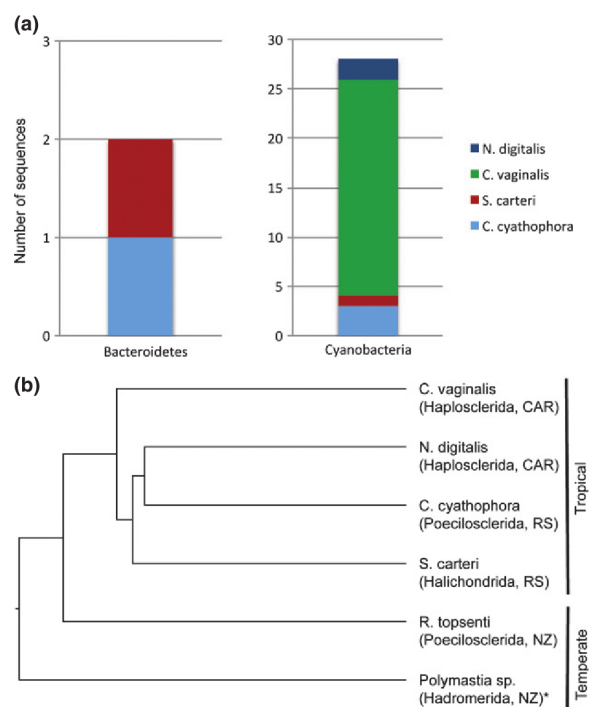 (a)
Number of sequences
3
2
1
0
Bacteroidetes
30
25
20
15
10
5
0
Cyanobacteria
N. digitalis
C. vaginalis
S. carteri
C. cyathophora
(b)
C. vaginalis
(Haplosclerida, CAR)
N. digitalis
(Haplosclerida, CAR)
C. cyathophora
(Poecilosclerida, RS)
S. carteri
(Halichondrida, RS)
Tropical
R. topsenti
(Poecilosclerida, NZ)
Polymastia sp.
(Hadromerida, NZ)*
Temperate